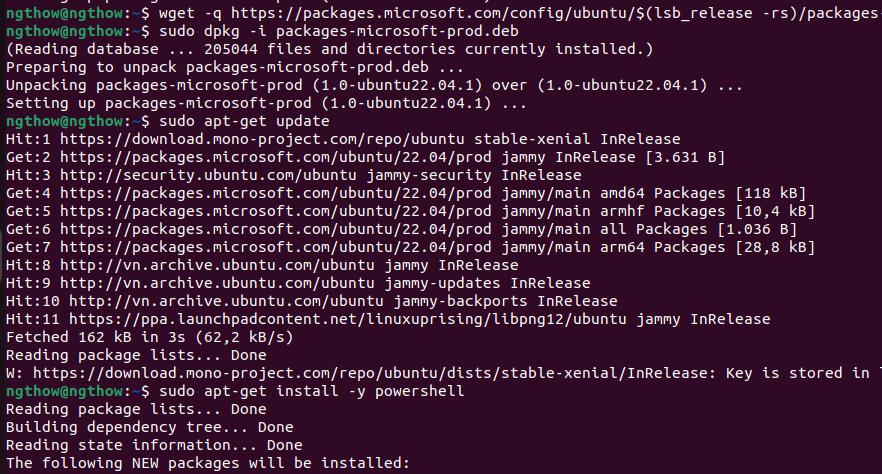 ngthow@ngthow:~$ wget -q https://packages.microsoft.com/config/ubuntu/$(lsb_release -rs)/packages-
ngthow@ngthow:~$ sudo dpkg -i packages-microsoft-prod.deb
(Reading database ... 205044 files and directories currently installed.)
Preparing to unpack packages-microsoft-prod.deb ...
Unpacking packages-microsoft-prod (1.0-ubuntu22.04.1) over (1.0-ubuntu22.04.1) ...
Setting up packages-microsoft-prod (1.0-ubuntu22.04.1) ...
ngthow@ngthow:~$ sudo apt-get update
Hit:1 https://download.mono-project.com/repo/ubuntu stable-xenial InRelease
Get:2 https://packages.microsoft.com/ubuntu/22.04/prod jammy InRelease [3.631 B]
Hit:3 http://security.ubuntu.com/ubuntu jammy-security InRelease
Get:4 https://packages.microsoft.com/ubuntu/22.04/prod jammy/main amd64 Packages [118 kB]
Get:5 https://packages.microsoft.com/ubuntu/22.04/prod jammy/main armhf Packages [10,4 kB]
Get:6 https://packages.microsoft.com/ubuntu/22.04/prod jammy/main all Packages [1.036 B]
Get:7 https://packages.microsoft.com/ubuntu/22.04/prod jammy/main arm64 Packages [28,8 kB]
Hit:8 http://vn.archive.ubuntu.com/ubuntu jammy InRelease
Hit:9 http://vn.archive.ubuntu.com/ubuntu jammy-updates InRelease
Hit:10 http://vn.archive.ubuntu.com/ubuntu jammy-backports InRelease
Hit:11 https://ppa.launchpadcontent.net/linuxuprising/libpng12/ubuntu jammy InRelease
Fetched 162 kB in 3s (62,2 kB/s)
Reading package lists... Done
W: https://download.mono-project.com/repo/ubuntu/dists/stable-xenial/InRelease: Key is stored in
ngthow@ngthow:~$ sudo apt-get install -y powershell
Reading package lists... Done
Building dependency tree... Done
Reading state information... Done
The following NEW packages will be installed: